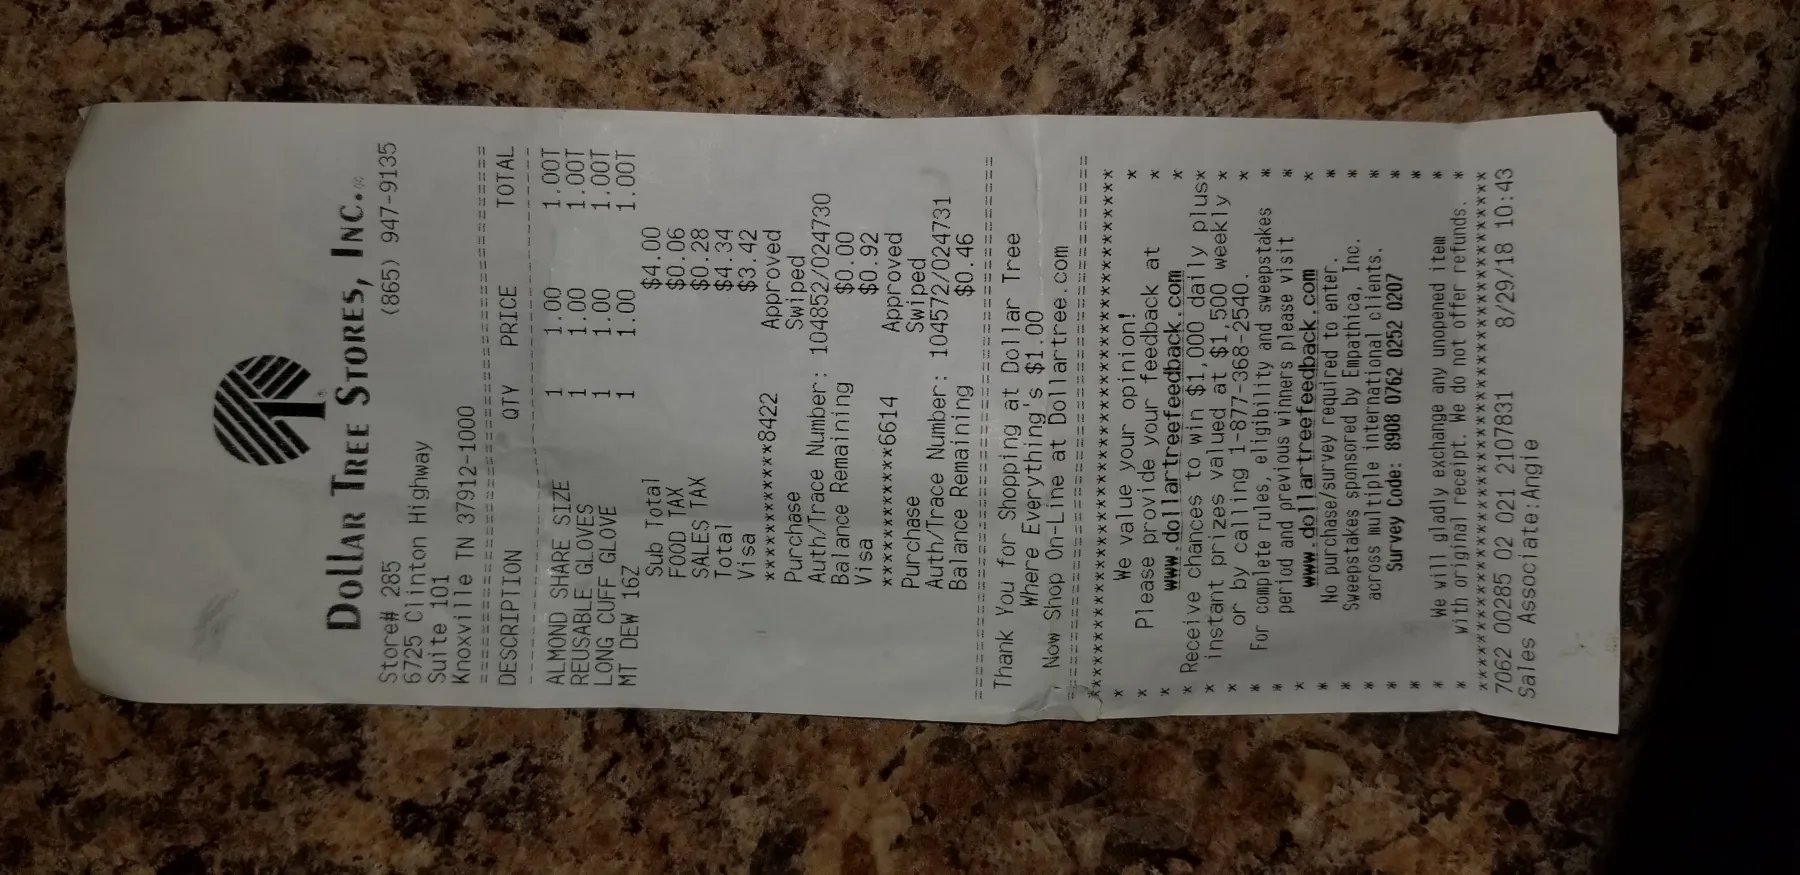 Dollar Tree Stores, Inc.®
Store# 285 (865) 947-9135
6725 Clinton Highway
Suite 101
Knoxville TN 37912-1000
================================================
DESCRIPTION QTY PRICE TOTAL
------------------------------------------------
ALMOND SHARE SIZE 1 1.00 1.00T
REUSABLE GLOVES 1 1.00 1.00T
LONG CUFF GLOVE 1 1.00 1.00T
MT DEW 16Z 1 1.00 1.00T
Sub Total $4.00
FOOD TAX $0.06
SALES TAX $0.28
Total $4.34
Visa $3.42
************8422 Approved
Purchase Swiped
Auth/Trace Number: 104852/024730
Balance Remaining $0.00
Visa $0.92
************6614 Approved
Purchase Swiped
Auth/Trace Number: 104572/024731
Balance Remaining $0.46
================================================
Thank You for Shopping at Dollar Tree
Where Everything's $1.00
Now Shop On-Line at Dollartree.com
================================================
************************************************
* We value your opinion! *
* Please provide your feedback at *
* www.dollartreefeedback.com *
* Receive chances to win $1,000 daily plus*
* instant prizes valued at $1,500 weekly *
* or by calling 1-877-368-2540. *
* For complete rules, eligibility and sweepstakes *
* period and previous winners please visit *
* www.dollartreefeedback.com *
* No purchase/survey required to enter. *
* Sweepstakes sponsored by Empathica, Inc. *
* across multiple international clients. *
* Survey Code: 8908 0762 0252 0207 *
* *
* We will gladly exchange any unopened item *
* with original receipt. We do not offer refunds. *
************************************************
7062 00285 02 021 2107831 8/29/18 10:43
Sales Associate:Angie